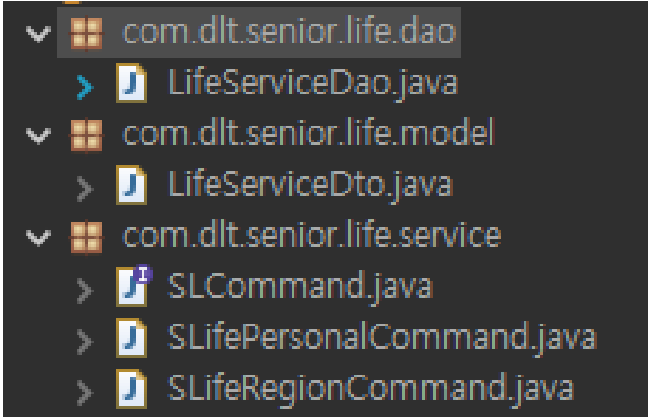 com.dlt.senior.life.dao
LifeServiceDao.java
com.dlt.senior.life.model
LifeServiceDto.java
com.dlt.senior.life.service
SLCommand.java
SLifePersonalCommand.java
SLifeRegionCommand.java